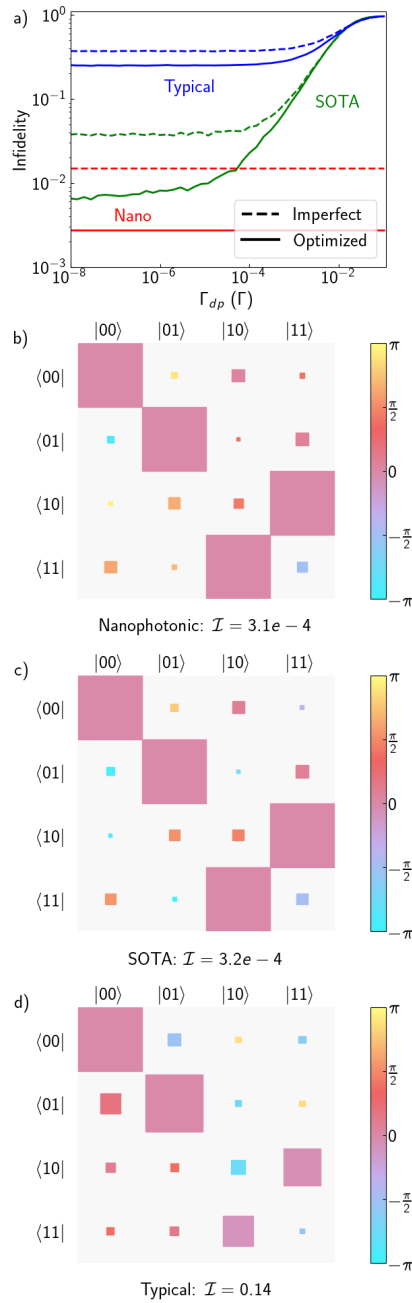 a)
10⁰
10⁻¹
10⁻²
10⁻³
Infidelity
Typical
SOTA
Nano
Imperfect
Optimized
10⁻⁸ 10⁻⁶ 10⁻⁴ 10⁻²
Γ_dp (Γ)
b)
|00⟩ |01⟩ |10⟩ |11⟩
⟨00|
⟨01|
⟨10|
⟨11|
π
π/2
0
−π/2
−π
Nanophotonic: ℐ = 3.1e − 4
c)
|00⟩ |01⟩ |10⟩ |11⟩
⟨00|
⟨01|
⟨10|
⟨11|
π
π/2
0
−π/2
−π
SOTA: ℐ = 3.2e − 4
d)
|00⟩ |01⟩ |10⟩ |11⟩
⟨00|
⟨01|
⟨10|
⟨11|
π
π/2
0
−π/2
−π
Typical: ℐ = 0.14